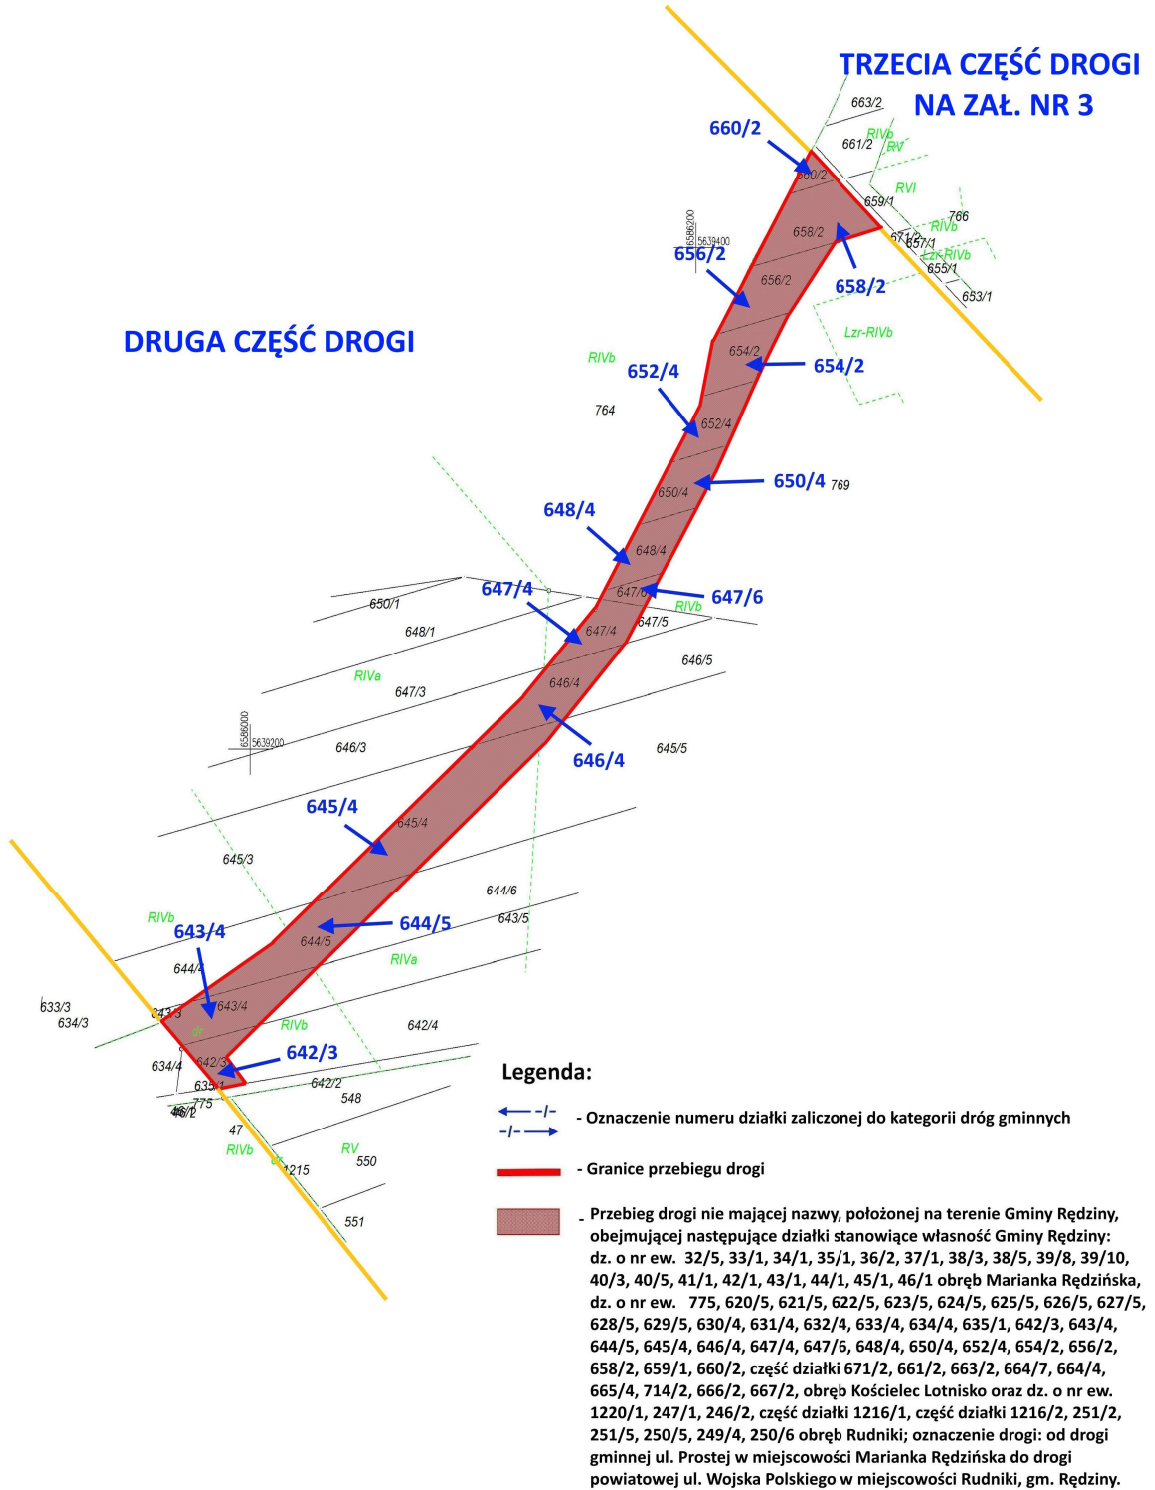 TRZECIA CZĘŚĆ DROGI
NA ZAŁ. NR 3
663/2
660/2
RIVb
661/2
RV
660/2
RVI
659/1
766
6586200
5639400
658/2
671/2
RIVb
657/1
656/2
Lzr-RIVb
655/1
656/2
658/2
653/1
DRUGA CZĘŚĆ DROGI
Lzr-RIVb
RIVb
654/2
654/2
652/4
764
652/4
650/4
769
650/4
648/4
648/4
647/4
647/6
647/6
RIVb
650/1
648/1
647/4
647/5
646/5
RIVa
647/3
646/4
6586000
5639200
646/3
645/5
646/4
645/4
645/4
645/3
644/6
RIVb
643/5
643/4
644/5
644/5
RIVa
644/4
633/3
634/3
643/3
643/4
dr
RIVb
642/4
634/4
642/3
642/3
635/1
642/2
548
775
46/1
46/2
47
RIVb
RV
550
dr
1215
551
Legenda:
-/-
-/-
- Oznaczenie numeru działki zaliczonej do kategorii dróg gminnych
- Granice przebiegu drogi
- Przebieg drogi nie mającej nazwy, położonej na terenie Gminy Rędziny,
obejmującej następujące działki stanowiące własność Gminy Rędziny:
dz. o nr ew. 32/5, 33/1, 34/1, 35/1, 36/2, 37/1, 38/3, 38/5, 39/8, 39/10,
40/3, 40/5, 41/1, 42/1, 43/1, 44/1, 45/1, 46/1 obręb Marianka Rędzińska,
dz. o nr ew. 775, 620/5, 621/5, 622/5, 623/5, 624/5, 625/5, 626/5, 627/5,
628/5, 629/5, 630/4, 631/4, 632/4, 633/4, 634/4, 635/1, 642/3, 643/4,
644/5, 645/4, 646/4, 647/4, 647/6, 648/4, 650/4, 652/4, 654/2, 656/2,
658/2, 659/1, 660/2, część działki 671/2, 661/2, 663/2, 664/7, 664/4,
665/4, 714/2, 666/2, 667/2, obręb Kościelec Lotnisko oraz dz. o nr ew.
1220/1, 247/1, 246/2, część działki 1216/1, część działki 1216/2, 251/2,
251/5, 250/5, 249/4, 250/6 obręb Rudniki; oznaczenie drogi: od drogi
gminnej ul. Prostej w miejscowości Marianka Rędzińska do drogi
powiatowej ul. Wojska Polskiego w miejscowości Rudniki, gm. Rędziny.